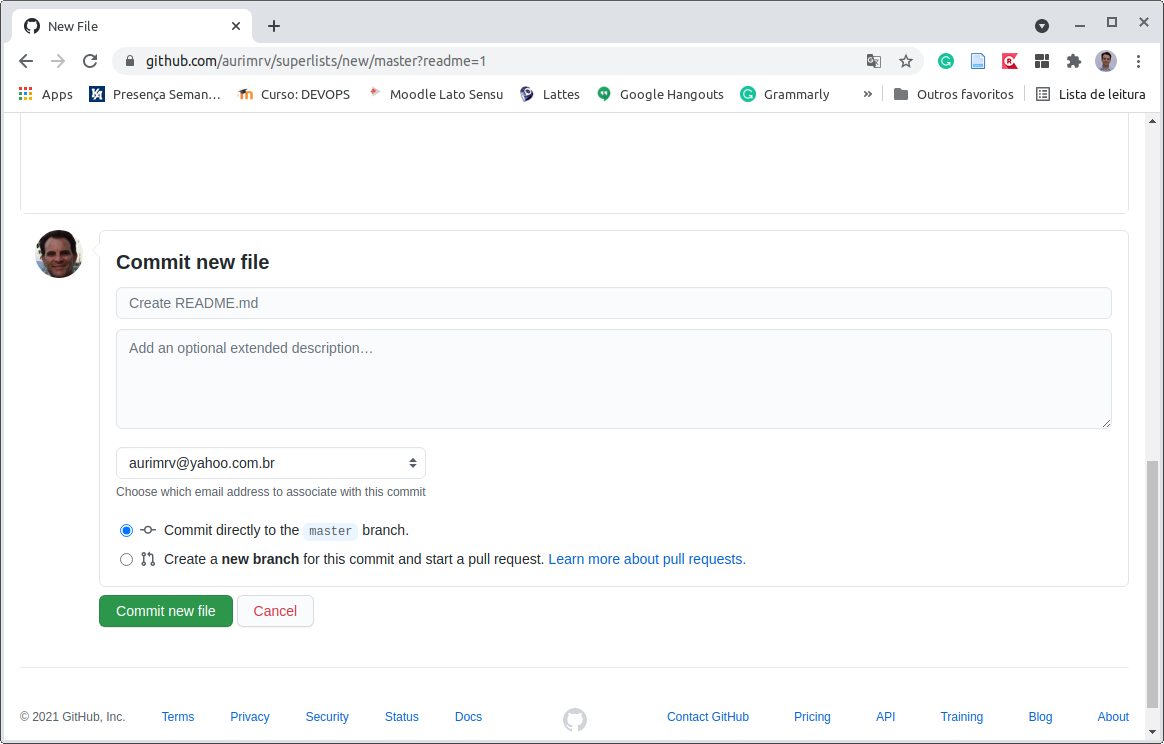 New File
github.com/aurimrv/superlists/new/master?readme=1
Apps Presença Seman… Curso: DEVOPS Moodle Lato Sensu Lattes Google Hangouts Grammarly » Outros favoritos Lista de leitura
Commit new file
Create README.md
Add an optional extended description…
aurimrv@yahoo.com.br
Choose which email address to associate with this commit
Commit directly to the master branch.
Create a new branch for this commit and start a pull request. Learn more about pull requests.
Commit new file Cancel
© 2021 GitHub, Inc. Terms Privacy Security Status Docs Contact GitHub Pricing API Training Blog About